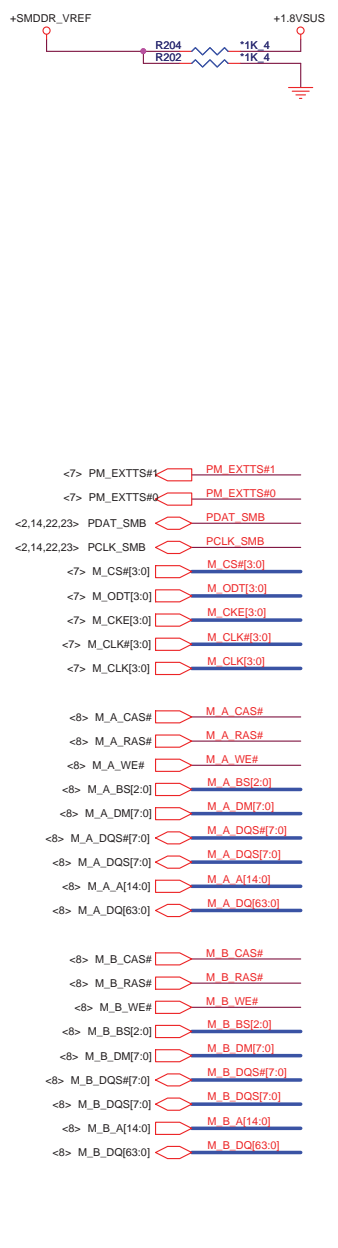 +SMDDR_VREF +1.8VSUS
R204 *1K_4
R202 *1K_4
<7> PM_EXTTS#1 PM_EXTTS#1
<7> PM_EXTTS#0 PM_EXTTS#0
<2,14,22,23> PDAT_SMB PDAT_SMB
<2,14,22,23> PCLK_SMB PCLK_SMB
<7> M_CS#[3:0] M_CS#[3:0]
<7> M_ODT[3:0] M_ODT[3:0]
<7> M_CKE[3:0] M_CKE[3:0]
<7> M_CLK#[3:0] M_CLK#[3:0]
<7> M_CLK[3:0] M_CLK[3:0]
<8> M_A_CAS# M_A_CAS#
<8> M_A_RAS# M_A_RAS#
<8> M_A_WE# M_A_WE#
<8> M_A_BS[2:0] M_A_BS[2:0]
<8> M_A_DM[7:0] M_A_DM[7:0]
<8> M_A_DQS#[7:0] M_A_DQS#[7:0]
<8> M_A_DQS[7:0] M_A_DQS[7:0]
<8> M_A_A[14:0] M_A_A[14:0]
<8> M_A_DQ[63:0] M_A_DQ[63:0]
<8> M_B_CAS# M_B_CAS#
<8> M_B_RAS# M_B_RAS#
<8> M_B_WE# M_B_WE#
<8> M_B_BS[2:0] M_B_BS[2:0]
<8> M_B_DM[7:0] M_B_DM[7:0]
<8> M_B_DQS#[7:0] M_B_DQS#[7:0]
<8> M_B_DQS[7:0] M_B_DQS[7:0]
<8> M_B_A[14:0] M_B_A[14:0]
<8> M_B_DQ[63:0] M_B_DQ[63:0]